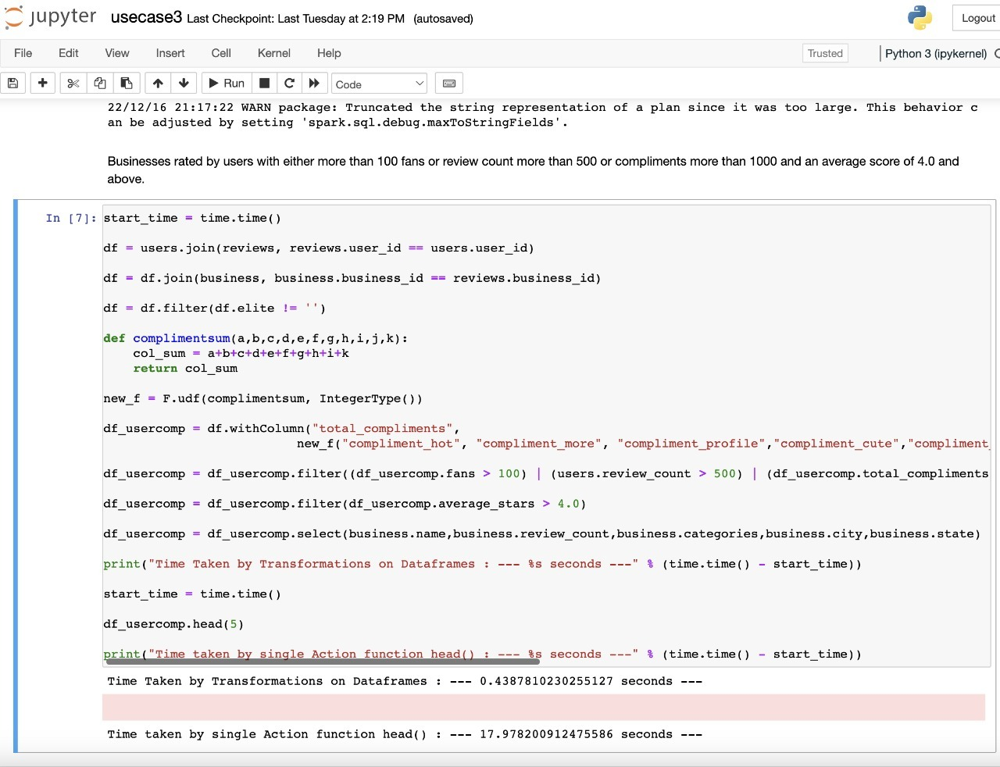 jupyter usecase3 Last Checkpoint: Last Tuesday at 2:19 PM (autosaved) Logout
File Edit View Insert Cell Kernel Help Trusted Python 3 (ipykernel)
Run Code
22/12/16 21:17:22 WARN package: Truncated the string representation of a plan since it was too large. This behavior c
an be adjusted by setting 'spark.sql.debug.maxToStringFields'.
Businesses rated by users with either more than 100 fans or review count more than 500 or compliments more than 1000 and an average score of 4.0 and
above.
In [7]: start_time = time.time()
df = users.join(reviews, reviews.user_id == users.user_id)
df = df.join(business, business.business_id == reviews.business_id)
df = df.filter(df.elite != '')
def complimentsum(a,b,c,d,e,f,g,h,i,j,k):
    col_sum = a+b+c+d+e+f+g+h+i+k
    return col_sum
new_f = F.udf(complimentsum, IntegerType())
df_usercomp = df.withColumn("total_compliments",
                          new_f("compliment_hot", "compliment_more", "compliment_profile","compliment_cute","compliment_
df_usercomp = df_usercomp.filter((df_usercomp.fans > 100) | (users.review_count > 500) | (df_usercomp.total_compliments
df_usercomp = df_usercomp.filter(df_usercomp.average_stars > 4.0)
df_usercomp = df_usercomp.select(business.name,business.review_count,business.categories,business.city,business.state)
print("Time Taken by Transformations on Dataframes : --- %s seconds ---" % (time.time() - start_time))
start_time = time.time()
df_usercomp.head(5)
print("Time taken by single Action function head() : --- %s seconds ---" % (time.time() - start_time))
Time Taken by Transformations on Dataframes : --- 0.4387810230255127 seconds ---
Time taken by single Action function head() : --- 17.978200912475586 seconds ---